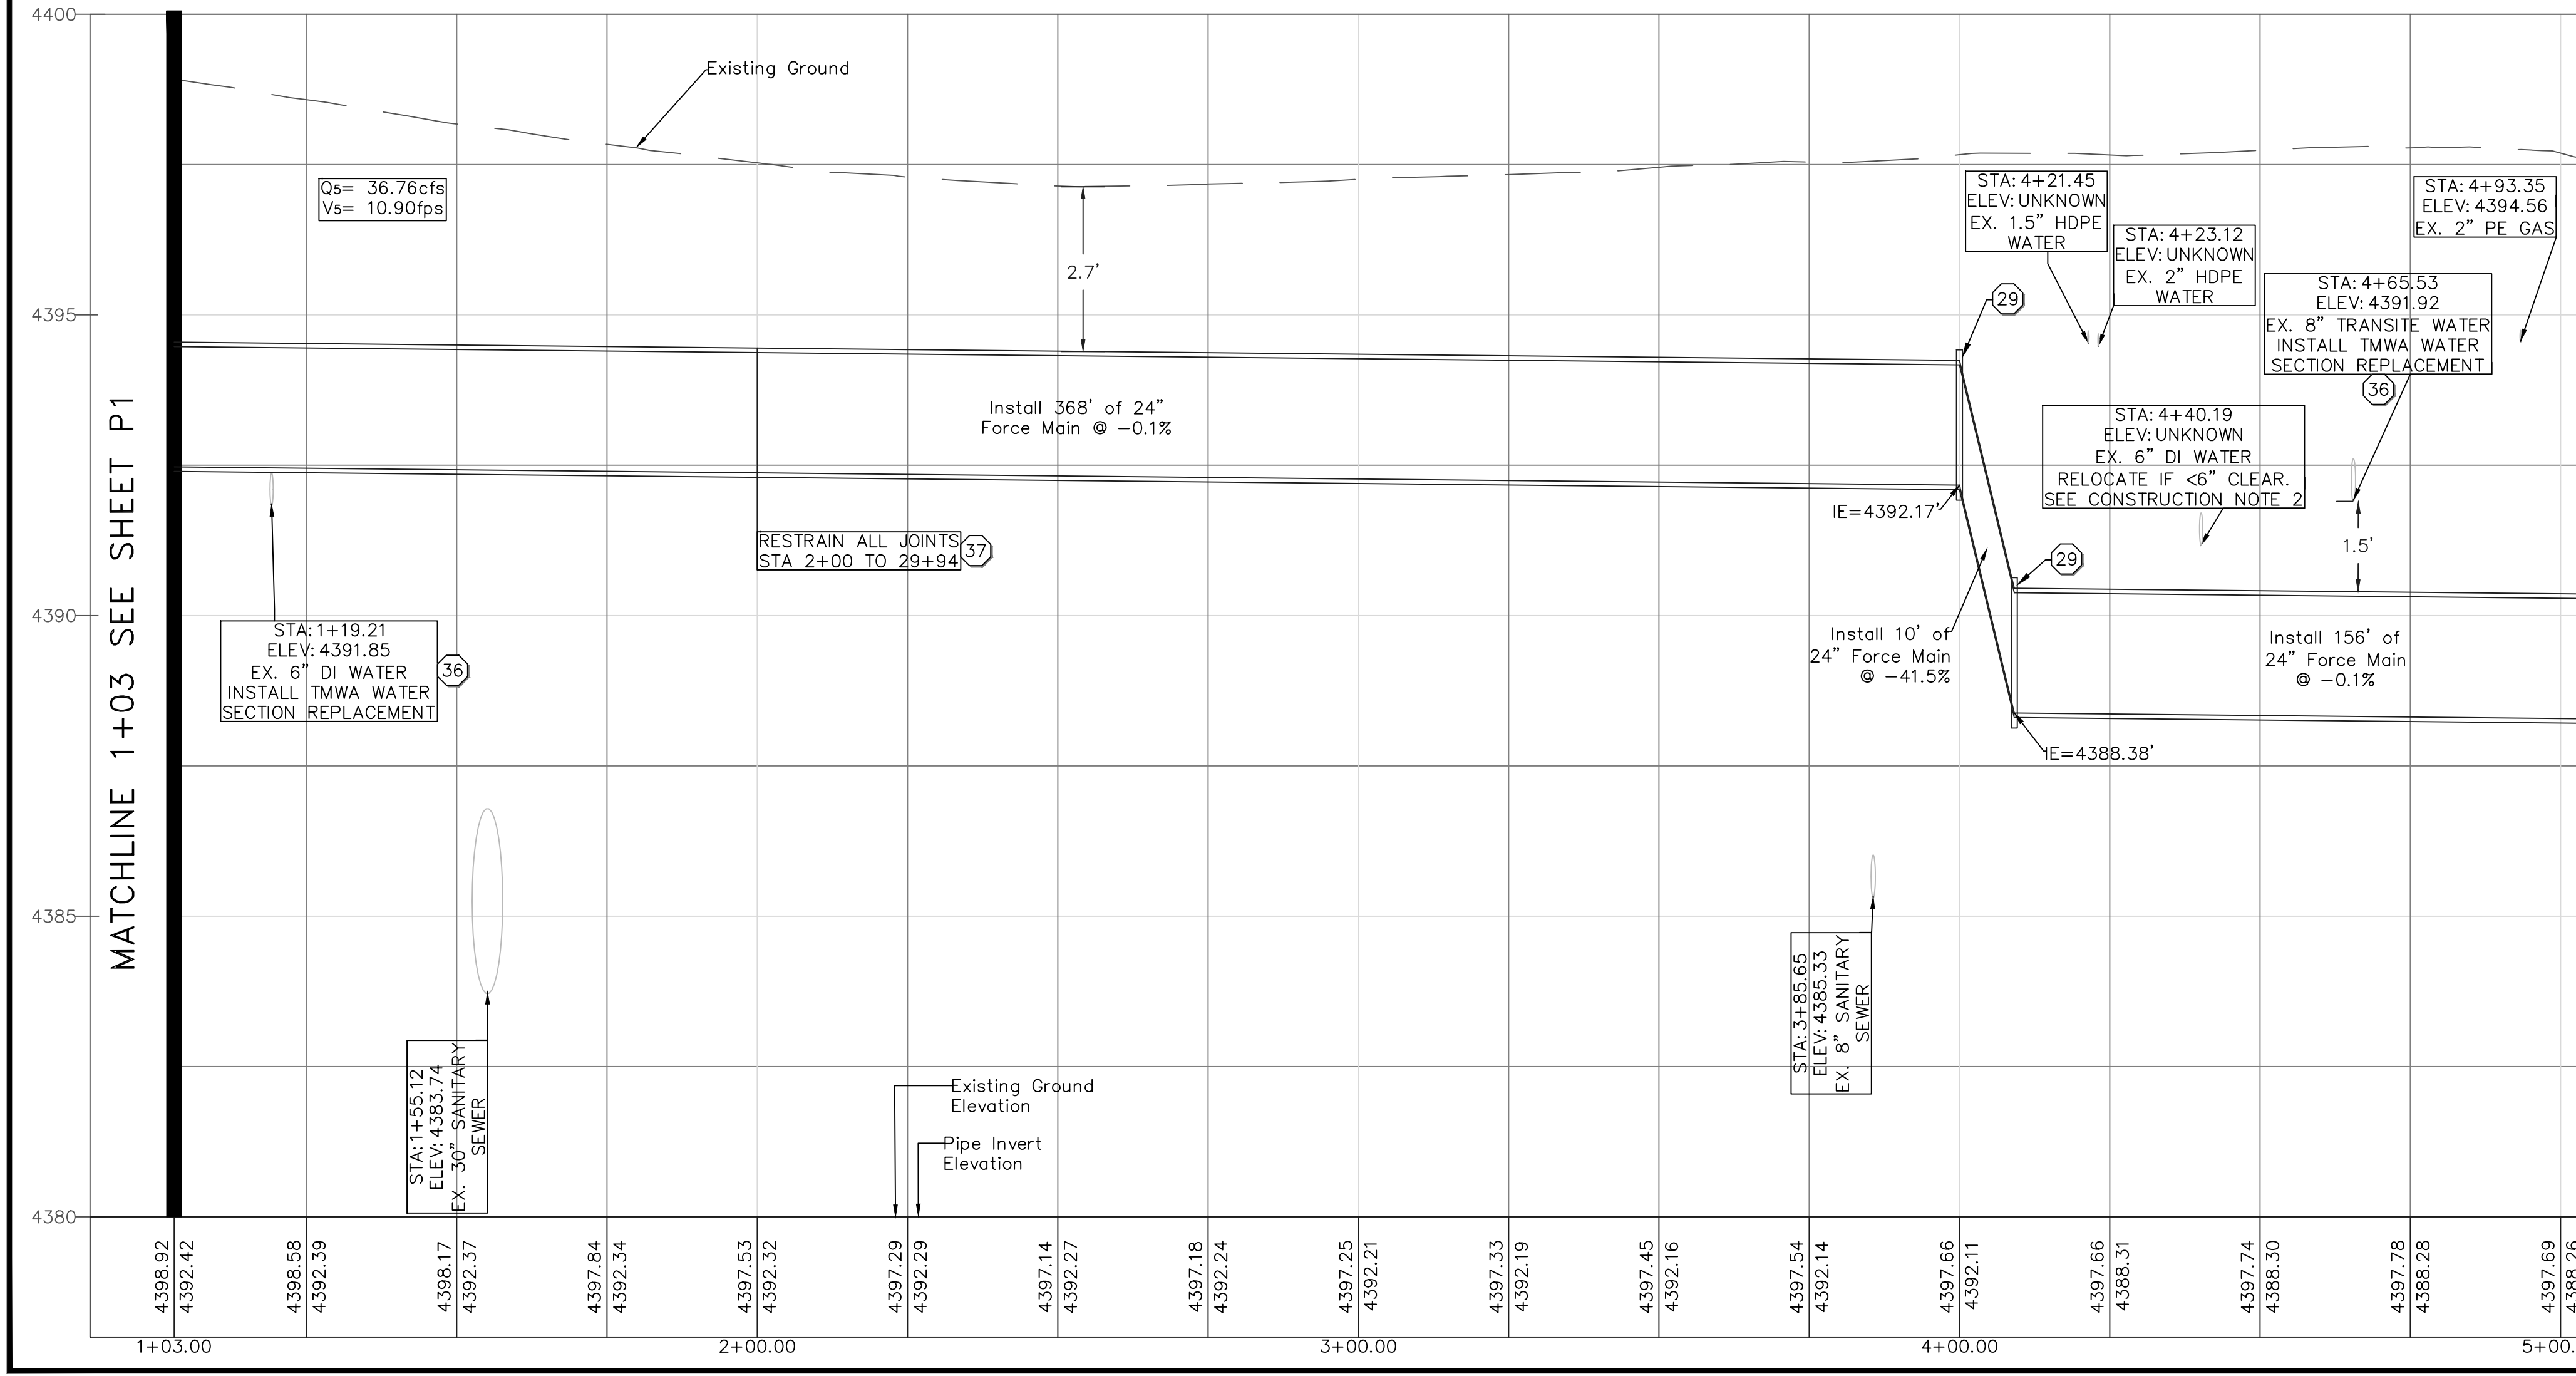 4400
4395
4390
4385
4380
MATCHLINE 1+03 SEE SHEET P1
Existing Ground
Q5= 36.76cfs
V5= 10.90fps
2.7'
Install 368' of 24"
Force Main @ -0.1%
RESTRAIN ALL JOINTS
STA 2+00 TO 29+94
37
STA: 1+19.21
ELEV: 4391.85
EX. 6" DI WATER
INSTALL TMWA WATER
SECTION REPLACEMENT
36
STA: 1+55.12
ELEV: 4383.74
EX. 30" SANITARY
SEWER
Existing Ground
Elevation
Pipe Invert
Elevation
STA: 3+85.65
ELEV: 4385.33
EX. 8" SANITARY
SEWER
29
IE=4392.17'
Install 10' of
24" Force Main
@ -41.5%
29
IE=4388.38'
STA: 4+21.45
ELEV: UNKNOWN
EX. 1.5" HDPE
WATER
STA: 4+23.12
ELEV: UNKNOWN
EX. 2" HDPE
WATER
STA: 4+40.19
ELEV: UNKNOWN
EX. 6" DI WATER
RELOCATE IF <6" CLEAR.
SEE CONSTRUCTION NOTE 2
STA: 4+65.53
ELEV: 4391.92
EX. 8" TRANSITE WATER
INSTALL TMWA WATER
SECTION REPLACEMENT
36
STA: 4+93.35
ELEV: 4394.56
EX. 2" PE GAS
1.5'
Install 156' of
24" Force Main
@ -0.1%
4398.92
4392.42
4398.58
4392.39
4398.17
4392.37
4397.84
4392.34
4397.53
4392.32
4397.29
4392.29
4397.14
4392.27
4397.18
4392.24
4397.25
4392.21
4397.33
4392.19
4397.45
4392.16
4397.54
4392.14
4397.66
4392.11
4397.66
4388.31
4397.74
4388.30
4397.78
4388.28
4397.69
4388.26
1+03.00
2+00.00
3+00.00
4+00.00
5+00.